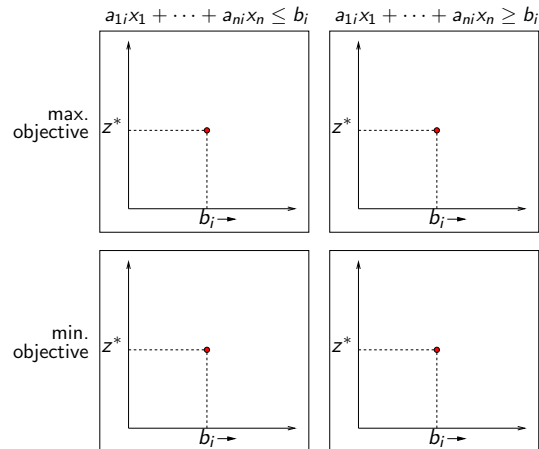 a₁ᵢx₁ + ··· + aₙᵢxₙ ≤ bᵢ
a₁ᵢx₁ + ··· + aₙᵢxₙ ≥ bᵢ
max.
objective
z*
bᵢ→
z*
bᵢ→
min.
objective
z*
bᵢ→
z*
bᵢ→